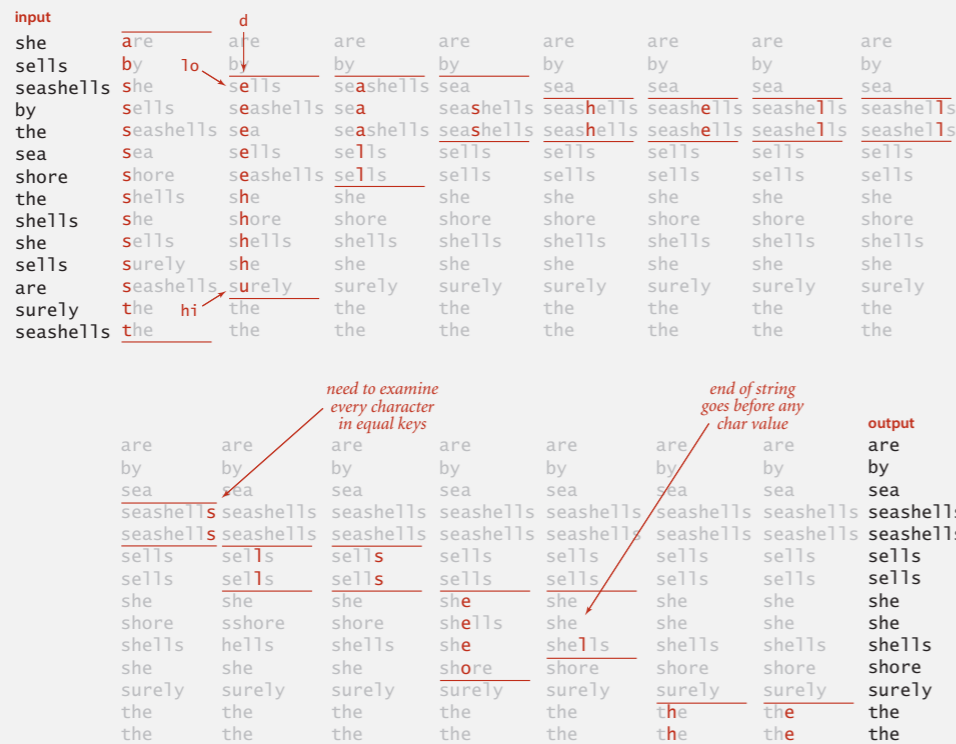 input
d
she are are are are are are are are
sells by lo by by by by by by by
seashells she sells seashells sea sea sea sea sea
by sells seashells sea seashells seashells seashells seashells seashells
the seashells sea seashells seashells seashells seashells seashells seashells
sea sea sells sells sells sells sells sells sells
shore shore seashells sells sells sells sells sells sells
the shells she she she she she she she
shells she shore shore shore shore shore shore shore
she sells shells shells shells shells shells shells shells
sells surely she she she she she she she
are seashells surely surely surely surely surely surely surely
surely the hi the the the the the the the
seashells the the the the the the the the
need to examine
every character
in equal keys
end of string
goes before any
char value
output
are are are are are are are are
by by by by by by by by
sea sea sea sea sea sea sea sea
seashells seashells seashells seashells seashells seashells seashells seashells
seashells seashells seashells seashells seashells seashells seashells seashells
sells sells sells sells sells sells sells sells
sells sells sells sells sells sells sells sells
she she she she she she she she
shore sshore shore shells she she she she
shells hells shells she shells shells shells shells
she she she shore shore shore shore shore
surely surely surely surely surely surely surely surely
the the the the the the the the
the the the the the the the the